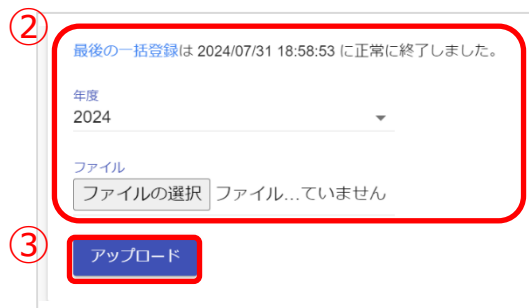 ②
最後の一括登録は 2024/07/31 18:58:53 に正常に終了しました。
年度
2024
ファイル
ファイルの選択 ファイル…ていません
③
アップロード